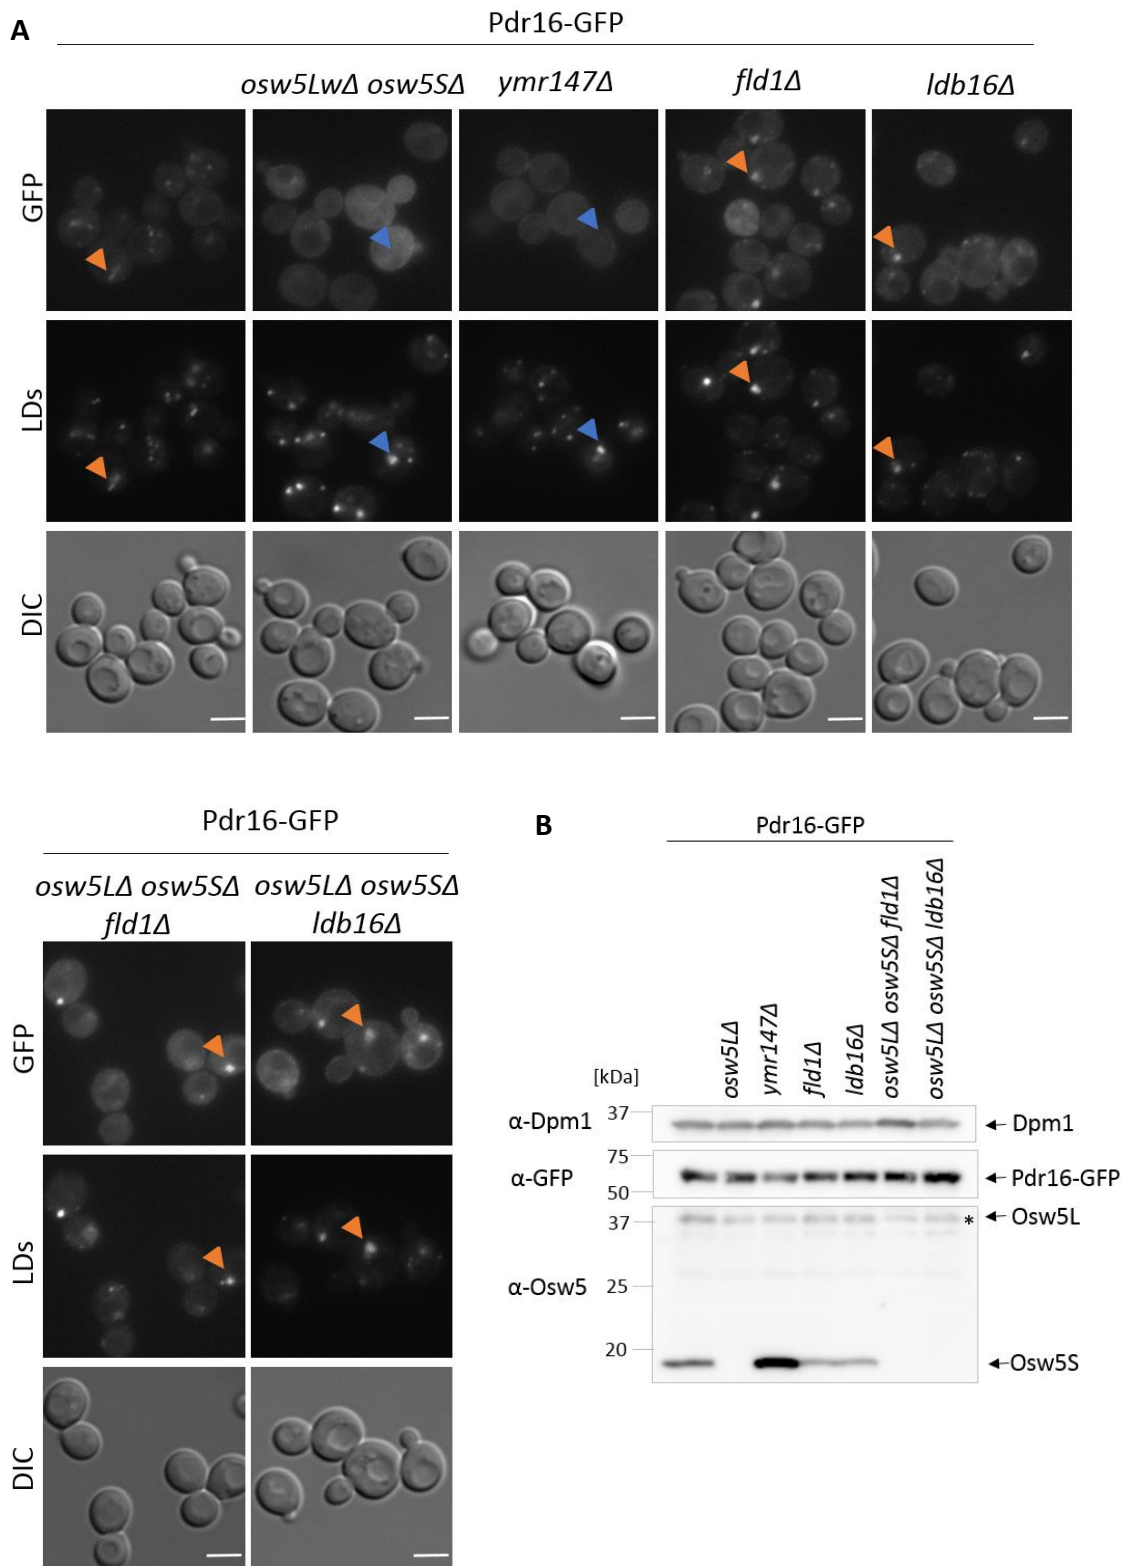 A
Pdr16-GFP
osw5LwΔ osw5SΔ
ymr147Δ
fld1Δ
ldb16Δ
GFP
LDs
DIC
Pdr16-GFP
osw5LΔ osw5SΔ
fld1Δ
osw5LΔ osw5SΔ
ldb16Δ
GFP
LDs
DIC
B
Pdr16-GFP
osw5LΔ
ymr147Δ
fld1Δ
ldb16Δ
osw5LΔ osw5SΔ fld1Δ
osw5LΔ osw5SΔ ldb16Δ
[kDa]
α-Dpm1
37
Dpm1
α-GFP
75
50
Pdr16-GFP
α-Osw5
37
25
20
*
Osw5L
Osw5S